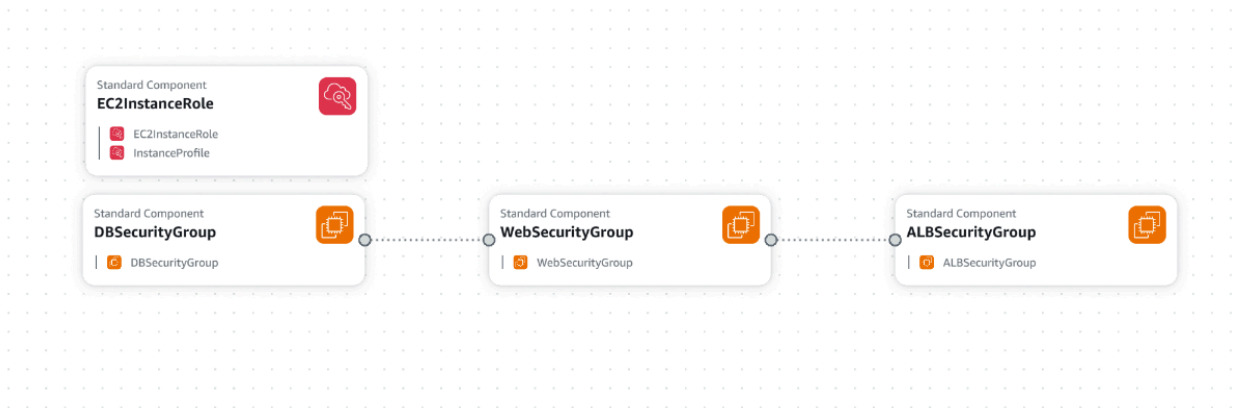 Standard Component
EC2InstanceRole
EC2InstanceRole
InstanceProfile
Standard Component
DBSecurityGroup
DBSecurityGroup
Standard Component
WebSecurityGroup
WebSecurityGroup
Standard Component
ALBSecurityGroup
ALBSecurityGroup